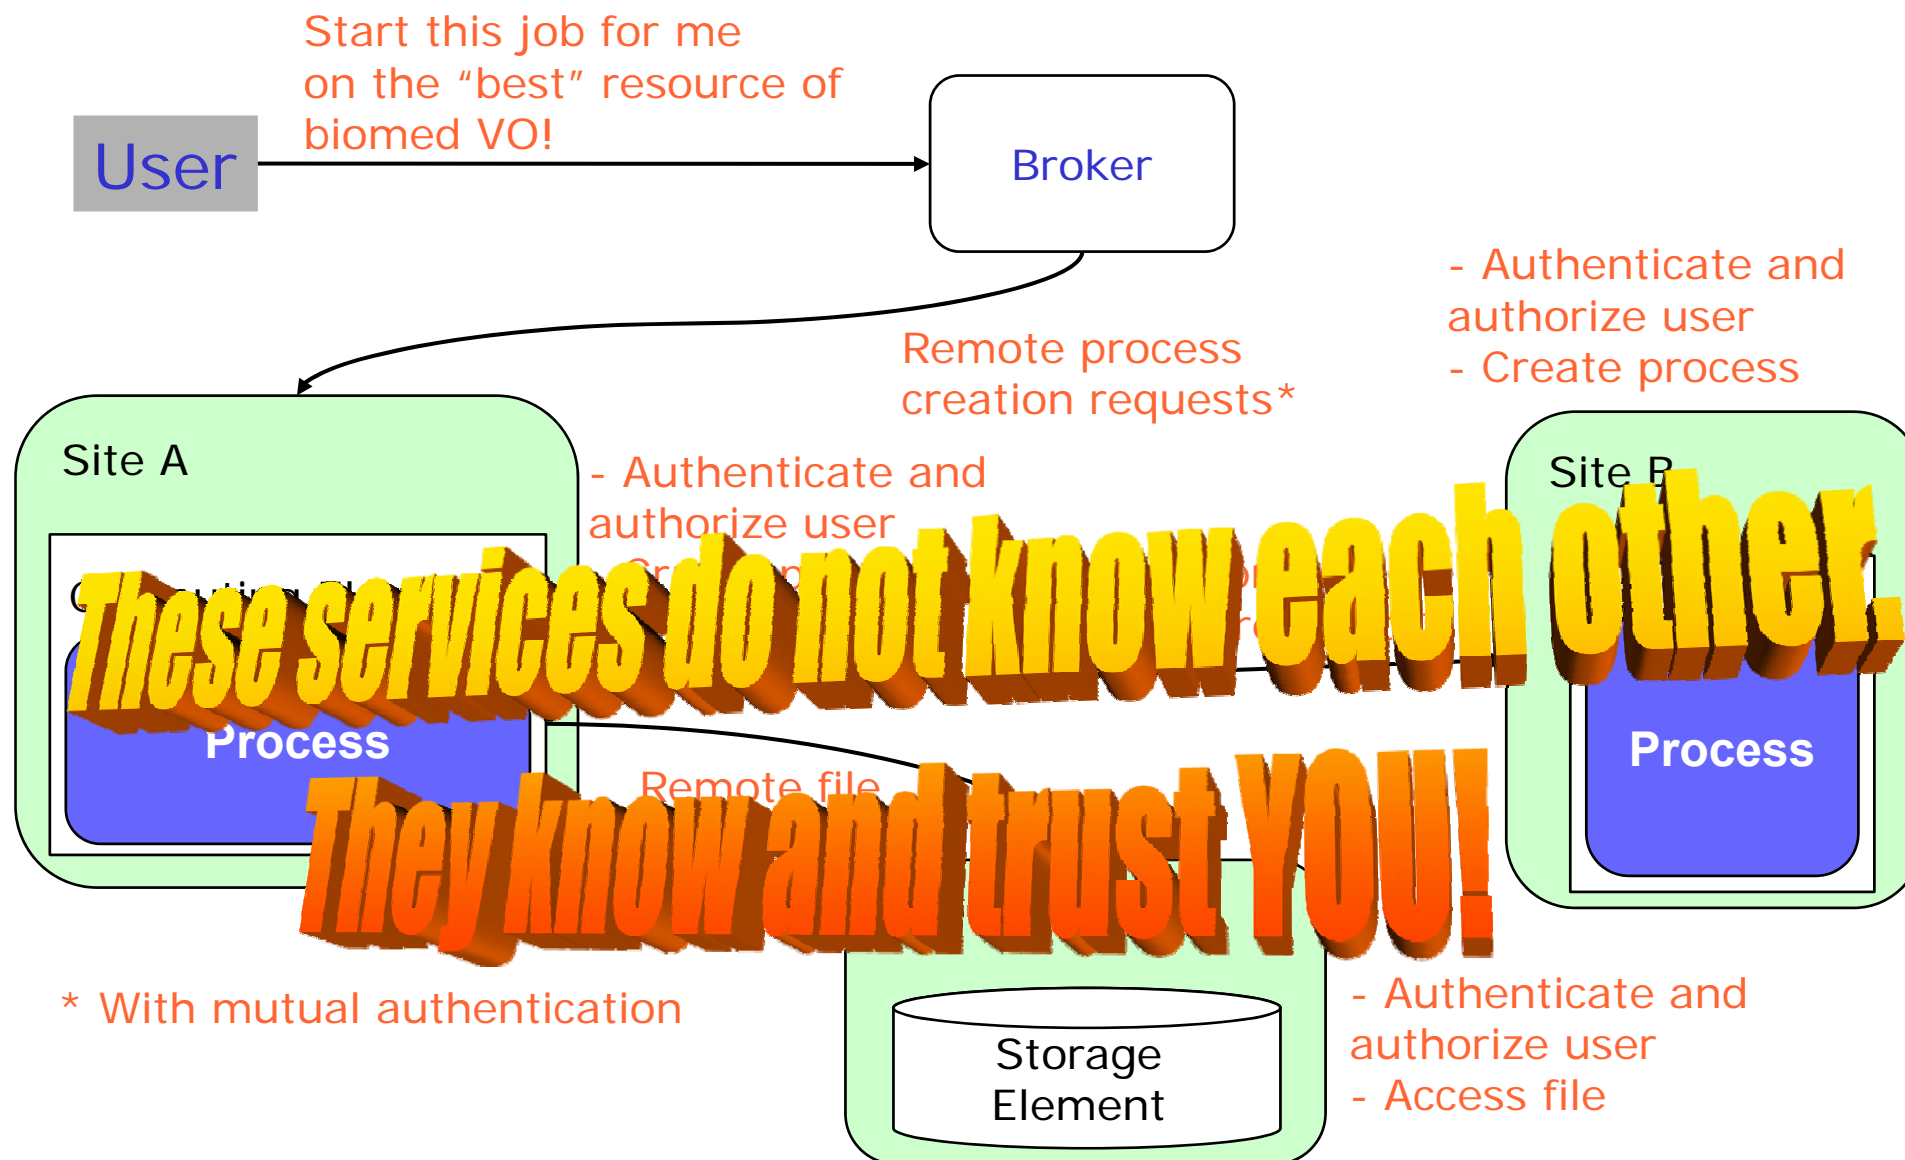 Start this job for me
on the “best” resource of
biomed VO!
User
Broker
- Authenticate and
authorize user
- Create process
Remote process
creation requests*
Site A
- Authenticate and
authorize user
Site B
These services do not know each other.
Process
Process
Remote file
They know and trust YOU!
* With mutual authentication
Storage
Element
- Authenticate and
authorize user
- Access file